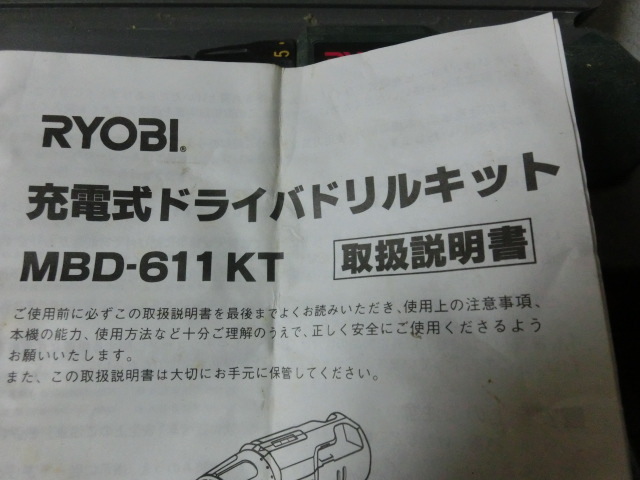 5
RYOBI®
充電式ドライバドリルキット
MBD-611KT 取扱説明書
ご使用前に必ずこの取扱説明書を最後までよくお読みいただき、使用上の注意事項、
本機の能力、使用方法など十分ご理解のうえで、正しく安全にご使用くださるよう
お願いいたします。
また、この取扱説明書は大切にお手元に保管してください。